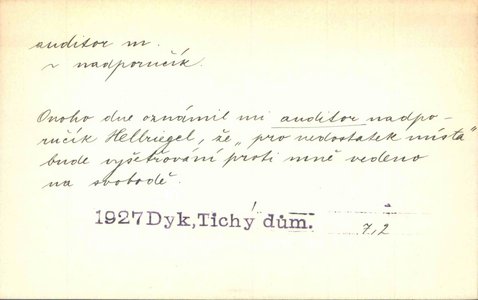 auditor m.
~ nadporučík.
Onoho dne oznámil mi auditor nadpo-
ručík Hellriegel, že „pro nedostatek místa“
bude vyšetřování proti mně vedeno
na svobodě.
1927 Dyk, Tichý dům.
7,2